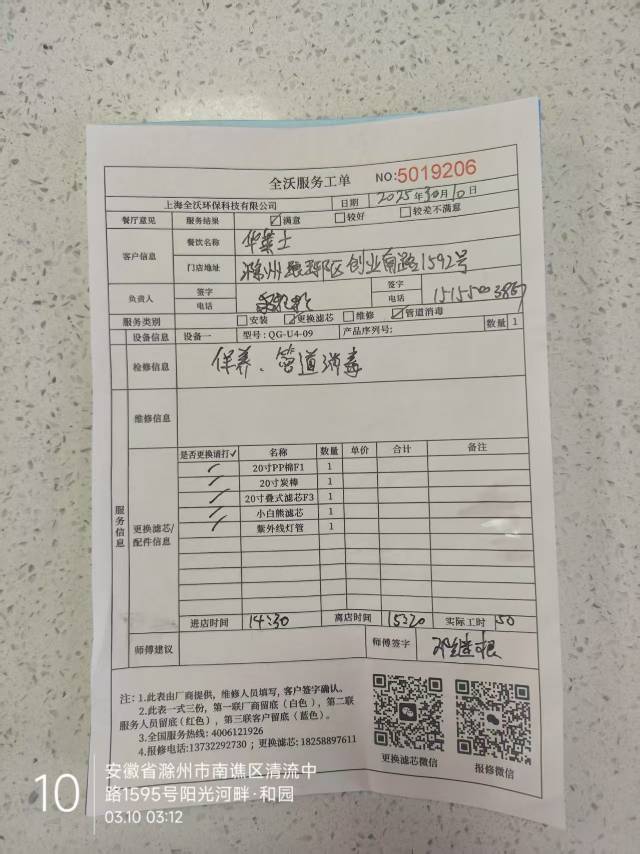 全沃服务工单 NO:5019206
上海全沃环保科技有限公司 日期 2025年3月10日
餐厅意见 服务结果 ☑满意 □较好 □较差不满意
客户信息 餐饮名称 华莱士
门店地址 滁州琅琊区创业南路1592号
负责人 签字 签字
电话 电话 15155003867
服务类别 □安装 ☑更换滤芯 □维修 ☑管道消毒
设备信息 设备一 型号:QG-U4-09 产品序列号: 数量 1
检修信息 保养、管道消毒
维修信息
服务信息
更换滤芯/配件信息
是否更换请打✓ 名称 数量 单价 合计 备注
✓ 20寸PP棉F1 1
✓ 20寸炭棒 1
✓ 20寸叠式滤芯F3 1
✓ 小白熊滤芯 1
✓ 紫外线灯管 1
进店时间 14:30 离店时间 15:20 实际工时 50
师傅建议 师傅签字 邓继根
注:1.此表由厂商提供，维修人员填写，客户签字确认。
2.此表一式三份，第一联厂商留底(白色)，第二联
服务人员留底(红色)，第三联客户留底(蓝色)。
3.全国服务热线: 4006121926
4.报修电话:13732292730 ; 更换滤芯: 18258897611
更换滤芯微信 报修微信
10 安徽省滁州市南谯区清流中
路1595号阳光河畔·和园
03.10 03:12